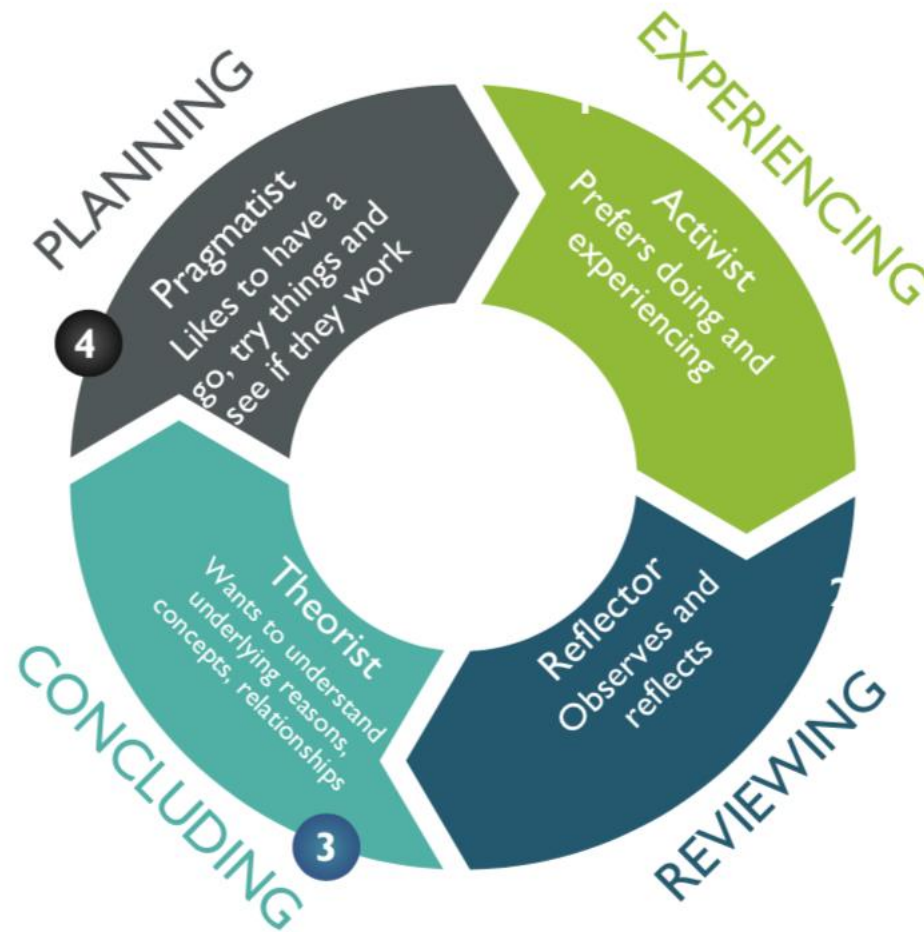 EXPERIENCING
Activist
Prefers doing and
experiencing
REVIEWING
Reflector
Observes and
reflects
CONCLUDING
3
Theorist
Wants to understand
underlying reasons,
concepts, relationships
PLANNING
4
Pragmatist
Likes to have a
go, try things and
see if they work